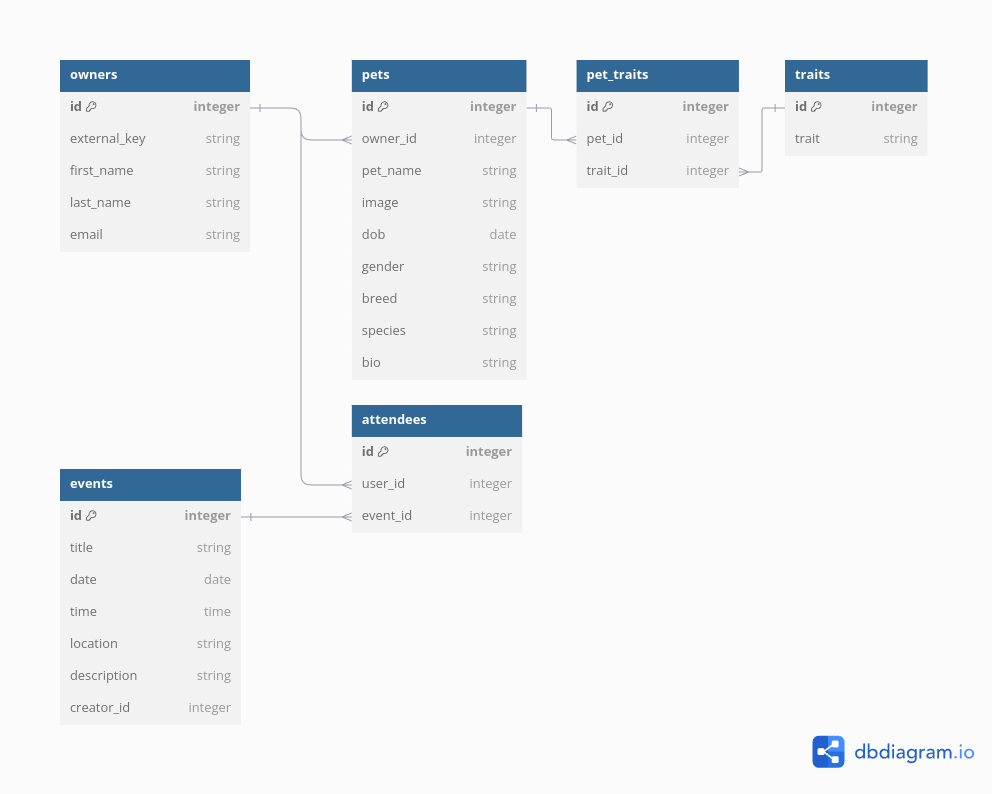 owners
id integer
external_key string
first_name string
last_name string
email string
pets
id integer
owner_id integer
pet_name string
image string
dob date
gender string
breed string
species string
bio string
pet_traits
id integer
pet_id integer
trait_id integer
traits
id integer
trait string
attendees
id integer
user_id integer
event_id integer
events
id integer
title string
date date
time time
location string
description string
creator_id integer
dbdiagram.io